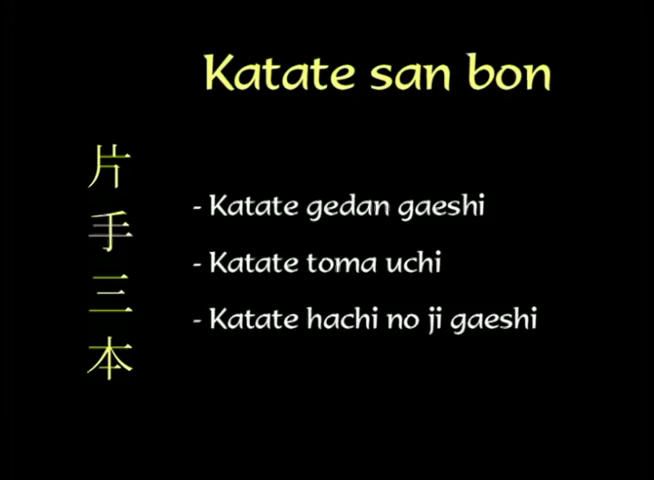 Katate san bon
片手三本
- Katate gedan gaeshi
- Katate toma uchi
- Katate hachi no ji gaeshi